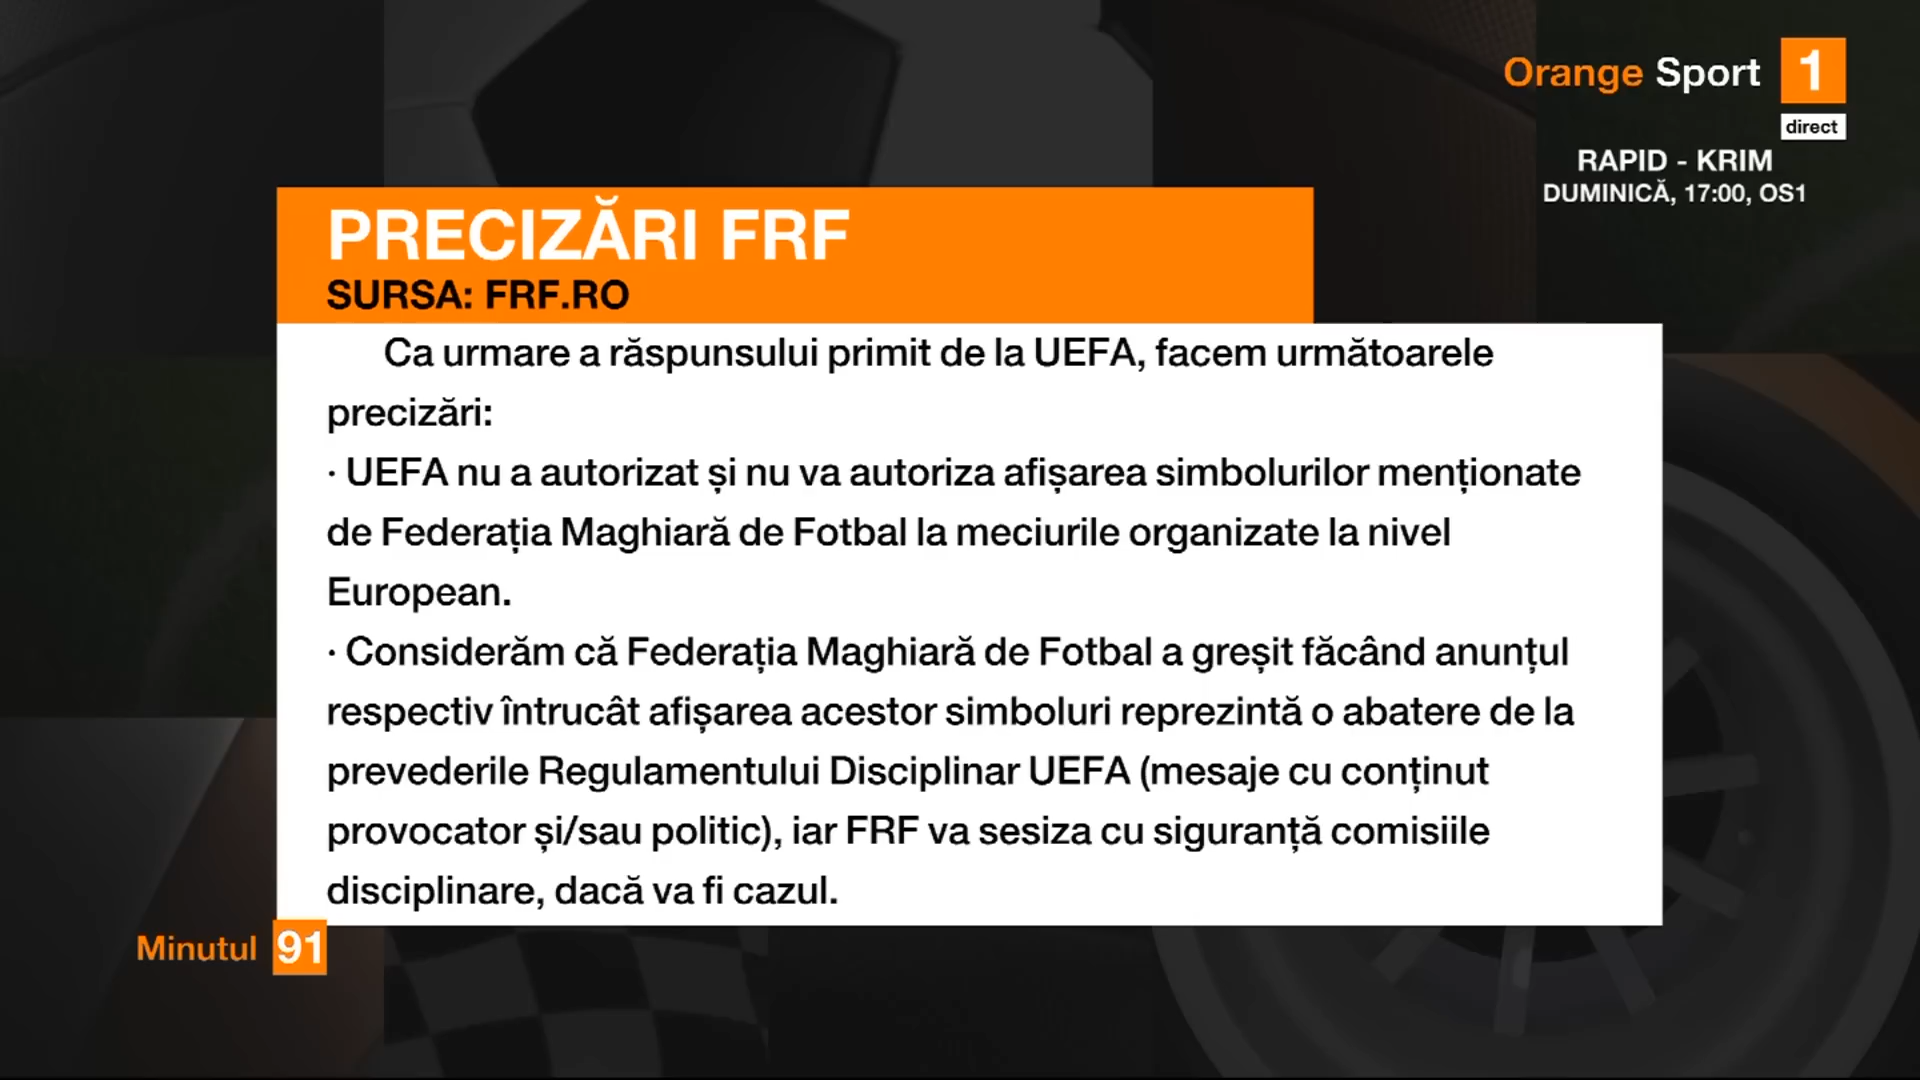 Orange Sport 1
direct
RAPID - KRIM
DUMINICĂ, 17:00, OS1
PRECIZĂRI FRF
SURSA: FRF.RO
Ca urmare a răspunsului primit de la UEFA, facem următoarele
precizări:
· UEFA nu a autorizat și nu va autoriza afișarea simbolurilor menționate
de Federația Maghiară de Fotbal la meciurile organizate la nivel
European.
· Considerăm că Federația Maghiară de Fotbal a greșit făcând anunțul
respectiv întrucât afișarea acestor simboluri reprezintă o abatere de la
prevederile Regulamentului Disciplinar UEFA (mesaje cu conținut
provocator și/sau politic), iar FRF va sesiza cu siguranță comisiile
disciplinare, dacă va fi cazul.
Minutul 91